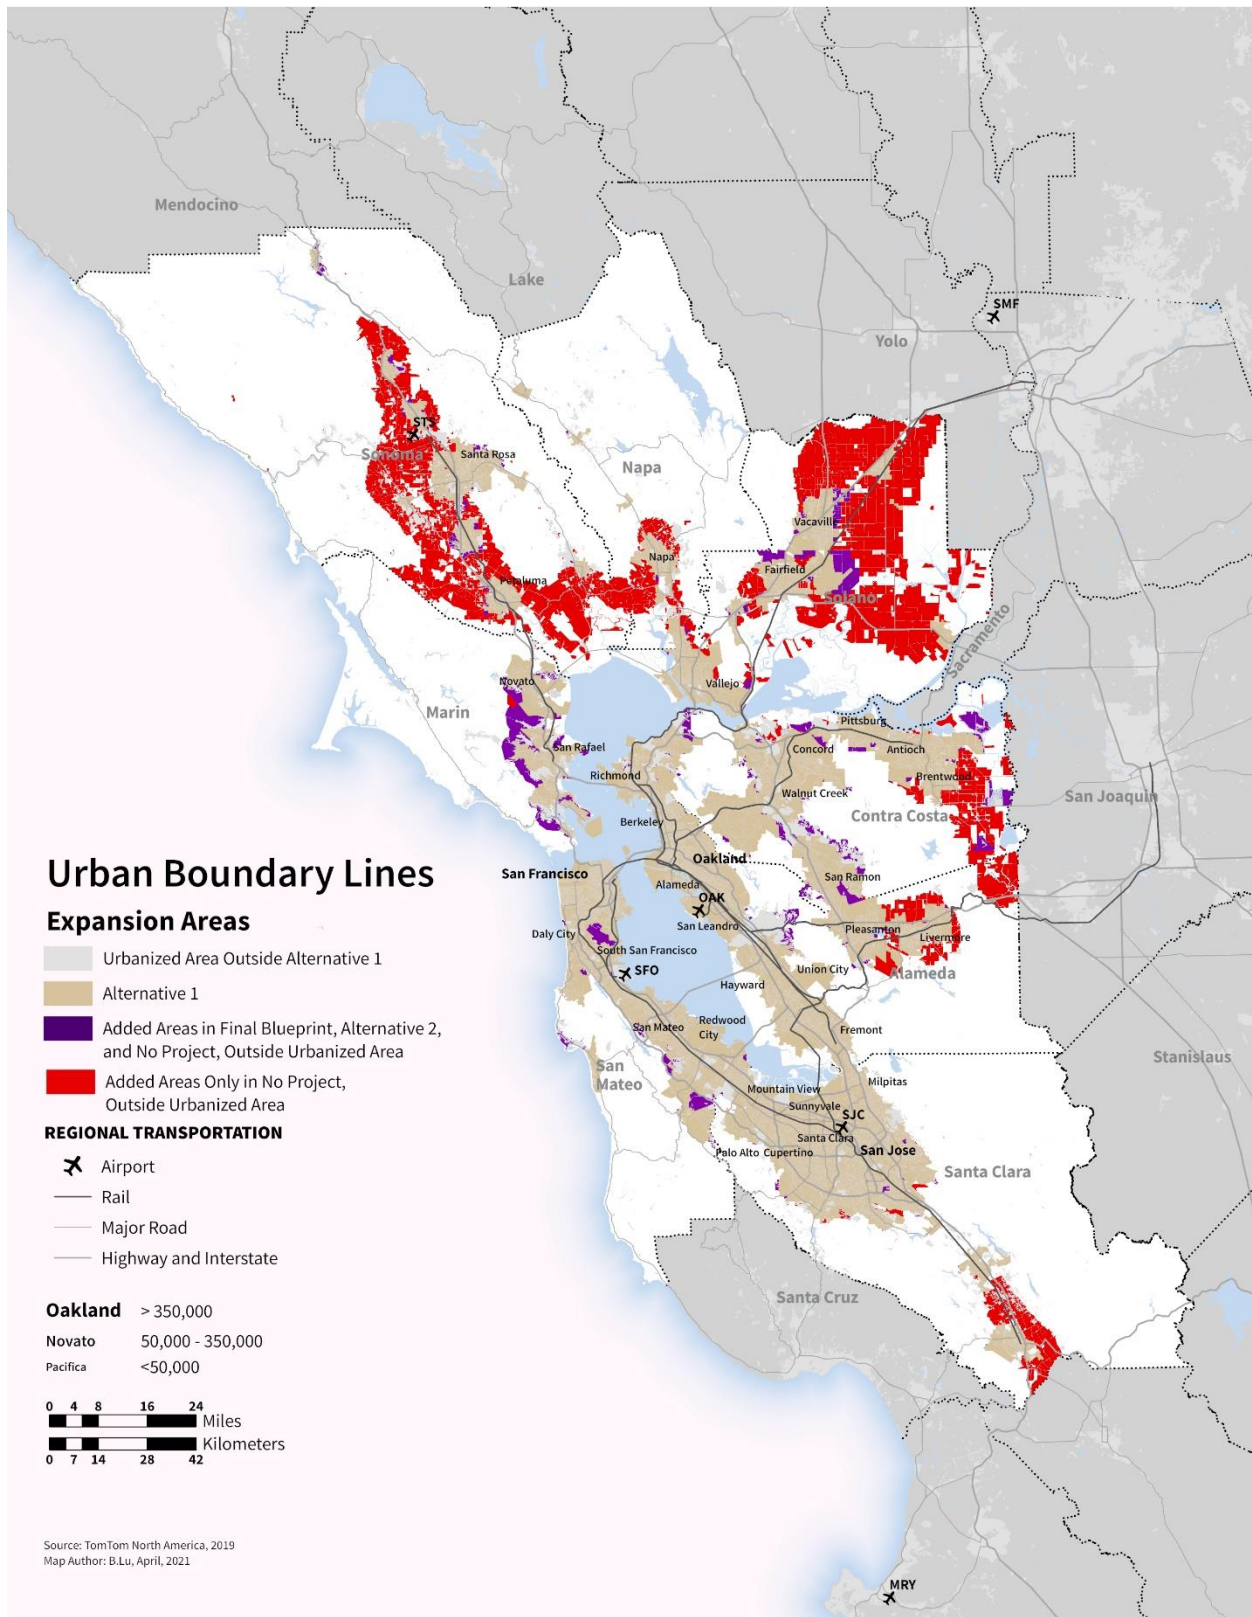 Mendocino
Lake
SMF
Yolo
STS
Sonoma
Santa Rosa
Napa
Vacaville
Napa
Fairfield
Solano
Petaluma
Sacramento
Novato
Vallejo
Marin
Pittsburg
San Rafael
Concord
Antioch
Richmond
Brentwood
Walnut Creek
San Joaquin
Contra Costa
Berkeley
Oakland
San Francisco
San Ramon
Alameda
OAK
San Leandro
Daly City
Pleasanton
Livermore
South San Francisco
SFO
Union City
Alameda
Hayward
San Mateo
Redwood
City
Fremont
Stanislaus
San
Mateo
Milpitas
Mountain View
Sunnyvale
SJC
Santa Clara
San Jose
Palo Alto
Cupertino
Santa Clara
Santa Cruz
MRY
Urban Boundary Lines
Expansion Areas
Urbanized Area Outside Alternative 1
Alternative 1
Added Areas in Final Blueprint, Alternative 2,
and No Project, Outside Urbanized Area
Added Areas Only in No Project,
Outside Urbanized Area
REGIONAL TRANSPORTATION
Airport
Rail
Major Road
Highway and Interstate
Oakland > 350,000
Novato 50,000 - 350,000
Pacifica <50,000
0 4 8 16 24
Miles
Kilometers
0 7 14 28 42
Source: TomTom North America, 2019
Map Author: B.Lu, April, 2021